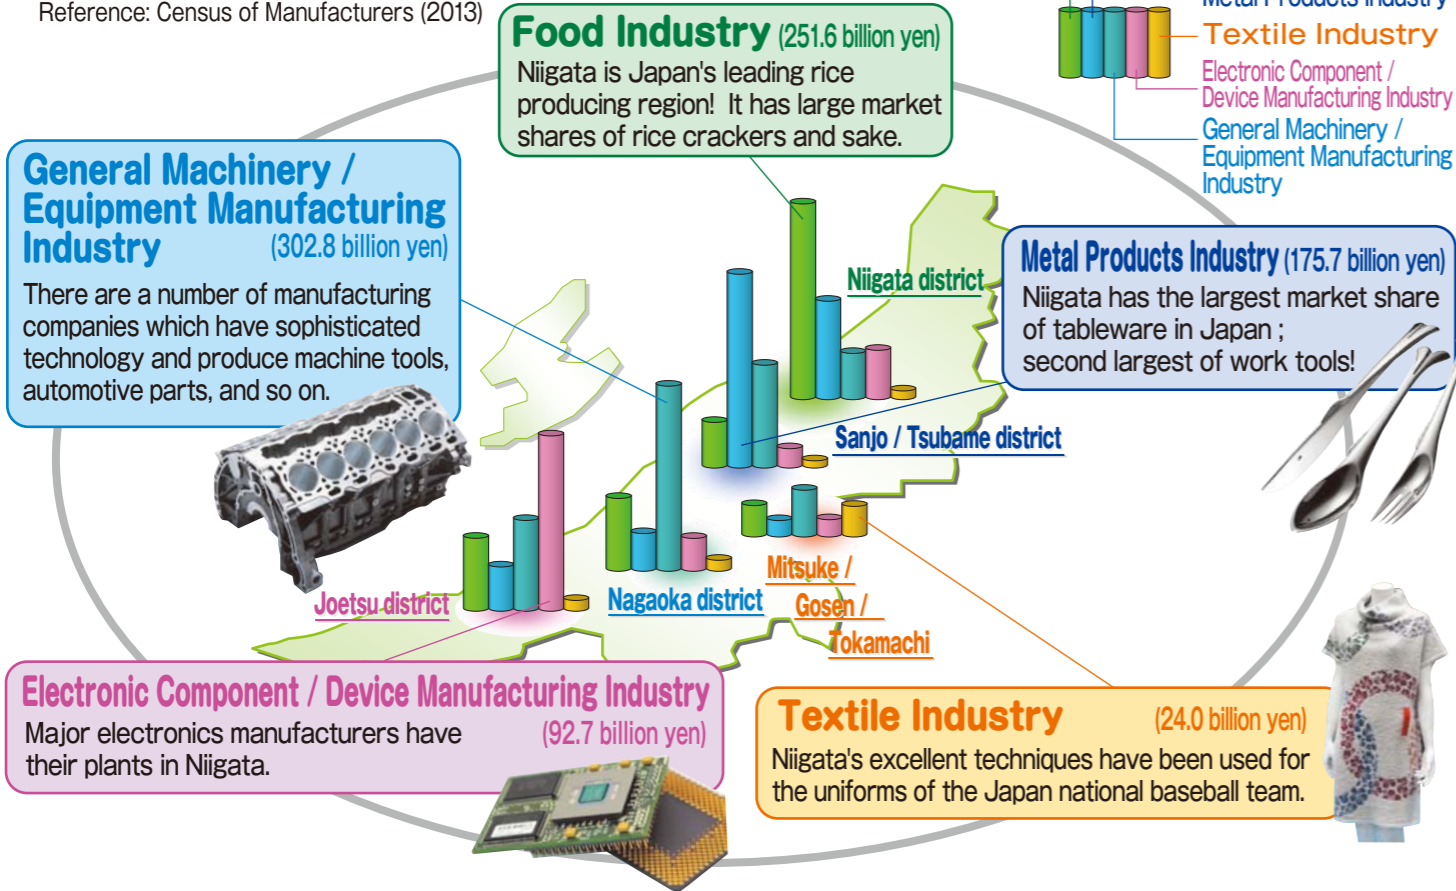 Reference: Census of Manufacturers (2013)
Food Industry (251.6 billion yen)
Niigata is Japan's leading rice
producing region! It has large market
shares of rice crackers and sake.
Metal Products Industry
Textile Industry
Electronic Component /
Device Manufacturing Industry
General Machinery /
Equipment Manufacturing
Industry
General Machinery /
Equipment Manufacturing
Industry (302.8 billion yen)
There are a number of manufacturing
companies which have sophisticated
technology and produce machine tools,
automotive parts, and so on.
Metal Products Industry (175.7 billion yen)
Niigata has the largest market share
of tableware in Japan ;
second largest of work tools!
Niigata district
Sanjo / Tsubame district
Mitsuke /
Gosen /
Tokamachi
Nagaoka district
Joetsu district
Electronic Component / Device Manufacturing Industry
(92.7 billion yen)
Major electronics manufacturers have
their plants in Niigata.
Textile Industry (24.0 billion yen)
Niigata's excellent techniques have been used for
the uniforms of the Japan national baseball team.